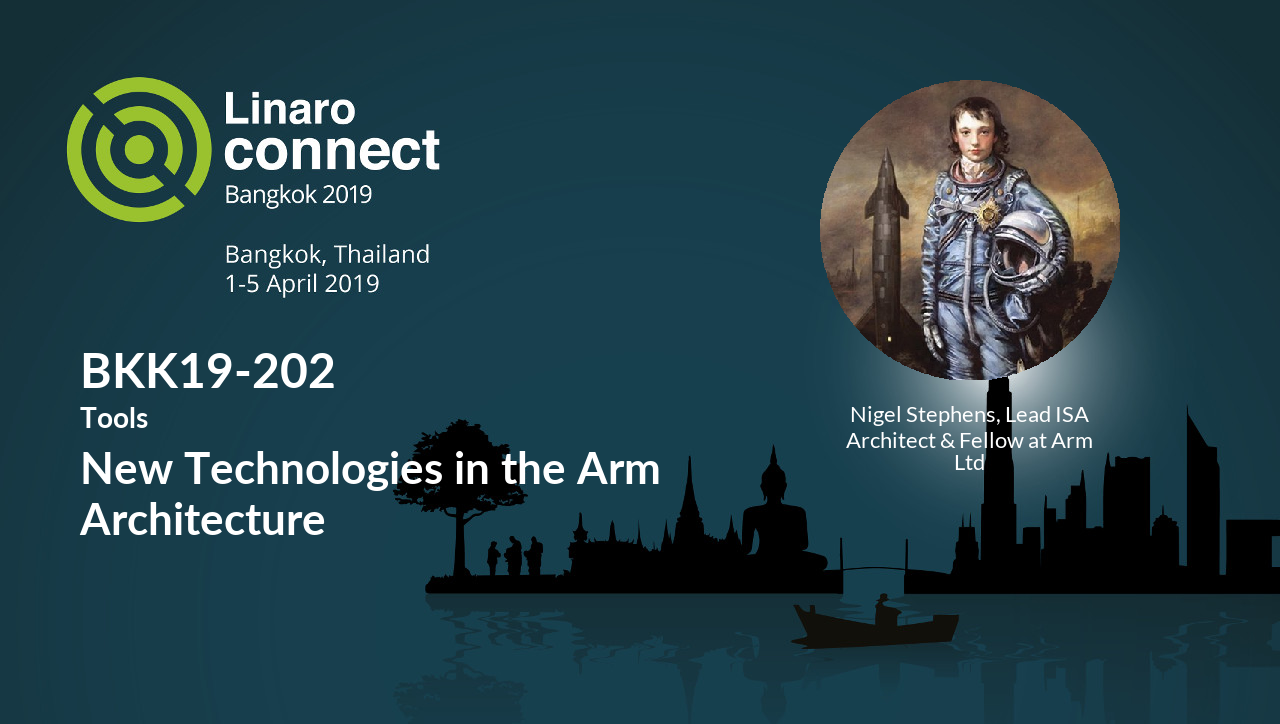 Linaro
connect
Bangkok 2019
Bangkok, Thailand
1-5 April 2019
BKK19-202
Tools
New Technologies in the Arm
Architecture
Nigel Stephens, Lead ISA
Architect & Fellow at Arm
Ltd